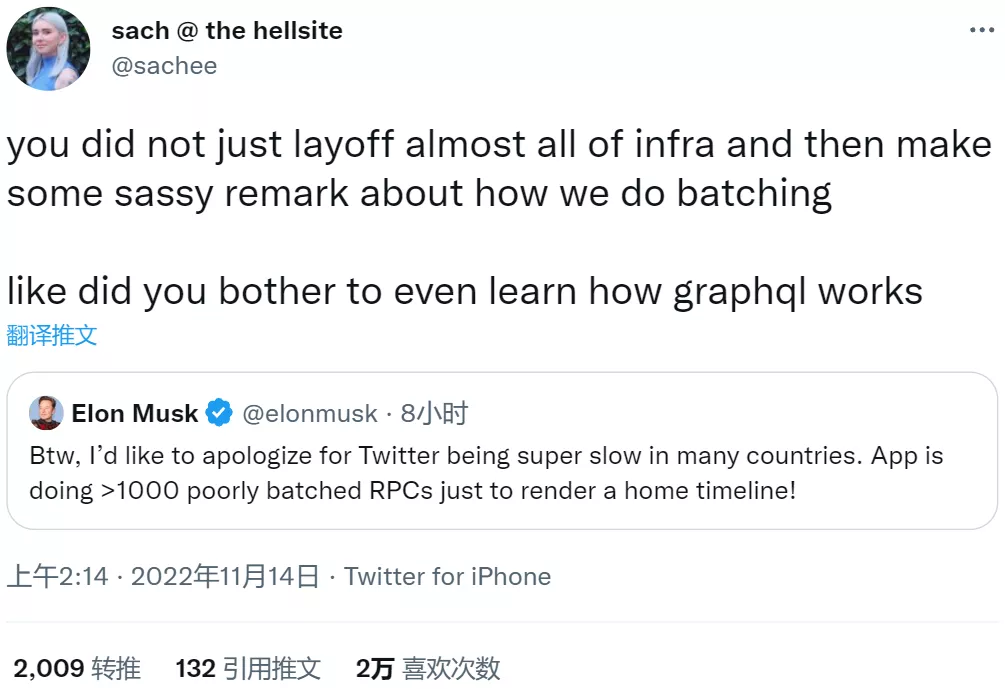 sach @ the hellsite
@sachee
you did not just layoff almost all of infra and then make
some sassy remark about how we do batching
like did you bother to even learn how graphql works
翻译推文
Elon Musk @elonmusk · 8小时
Btw, I’d like to apologize for Twitter being super slow in many countries. App is
doing >1000 poorly batched RPCs just to render a home timeline!
上午2:14 · 2022年11月14日 · Twitter for iPhone
2,009 转推 132 引用推文 2万 喜欢次数